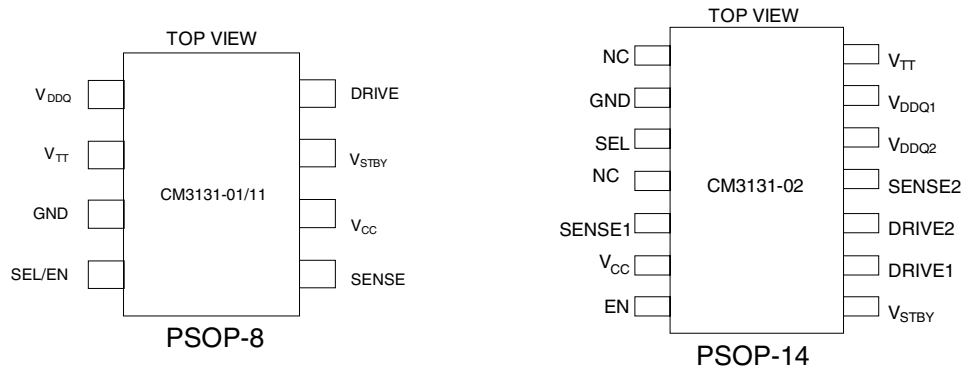 TOP VIEW
V_DDQ
V_TT
GND
SEL/EN
CM3131-01/11
DRIVE
V_STBY
V_CC
SENSE
PSOP-8
TOP VIEW
NC
GND
SEL
NC
SENSE1
V_CC
EN
CM3131-02
V_TT
V_DDQ1
V_DDQ2
SENSE2
DRIVE2
DRIVE1
V_STBY
PSOP-14